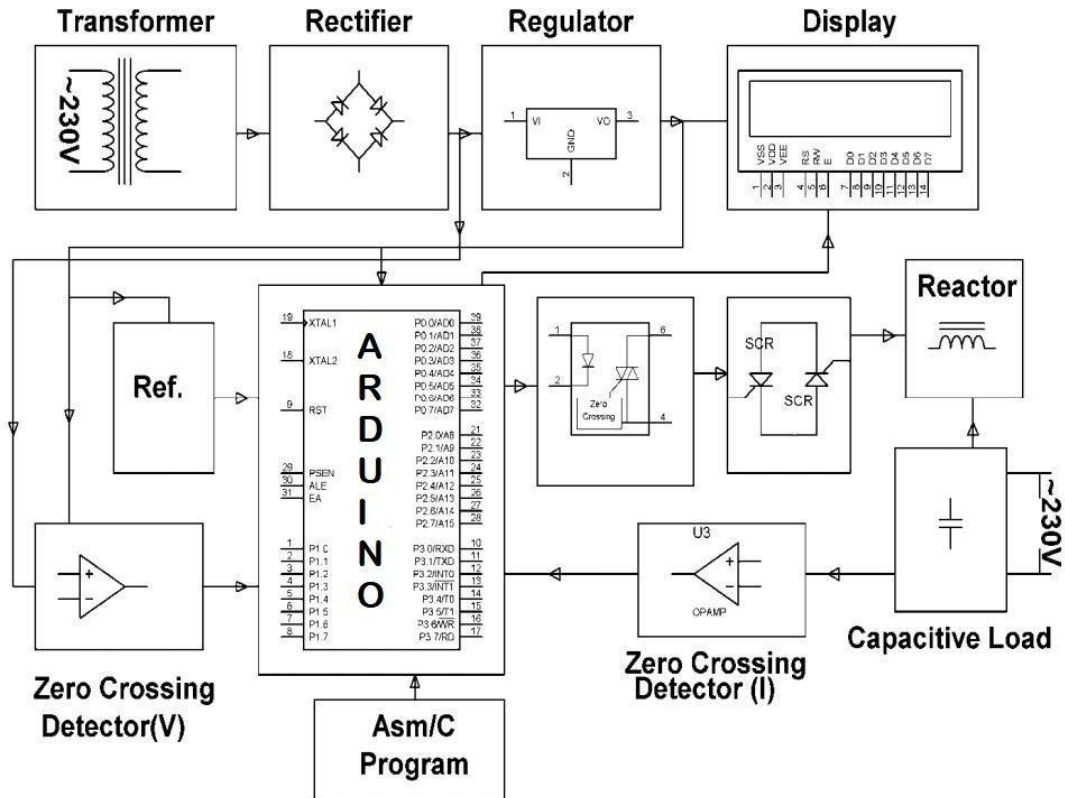 Transformer
Rectifier
Regulator
Display
~230V
1
VI
VO
3
GND
2
VSS
VDD
VEE
RS
RW
E
D0
D1
D2
D3
D4
D5
D6
D7
1
2
3
4
5
6
7
8
9
10
11
12
13
14
Ref.
ARDUINO
19
XTAL1
18
XTAL2
9
RST
29
PSEN
30
ALE
31
EA
1
P1.0
2
P1.1
3
P1.2
4
P1.3
5
P1.4
6
P1.5
7
P1.6
8
P1.7
P0.0/AD0
39
P0.1/AD1
38
P0.2/AD2
37
P0.3/AD3
36
P0.4/AD4
35
P0.5/AD5
34
P0.6/AD6
33
P0.7/AD7
32
P2.0/A8
21
P2.1/A9
22
P2.2/A10
23
P2.3/A11
24
P2.4/A12
25
P2.5/A13
26
P2.6/A14
27
P2.7/A15
28
P3.0/RXD
10
P3.1/TXD
11
P3.2/INT0
12
P3.3/INT1
13
P3.4/T0
14
P3.5/T1
15
P3.6/WR
16
P3.7/RD
17
1
2
6
4
Zero
Crossing
SCR
SCR
Reactor
+
−
Zero Crossing
Detector(V)
U3
+
−
OPAMP
Zero Crossing
Detector (I)
~230V
Capacitive Load
Asm/C
Program